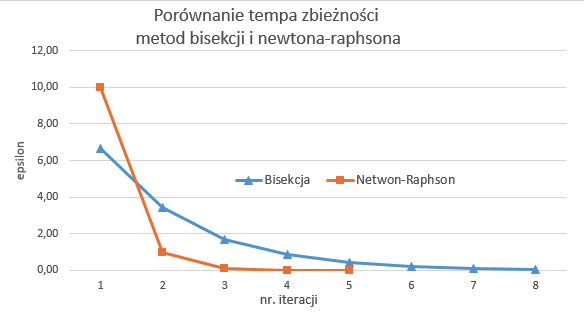 Porównanie tempa zbieżności
metod bisekcji i newtona-raphsona
12,00
10,00
8,00
6,00
4,00
2,00
0,00
epsilon
Bisekcja
Netwon-Raphson
1 2 3 4 5 6 7 8
nr. iteracji